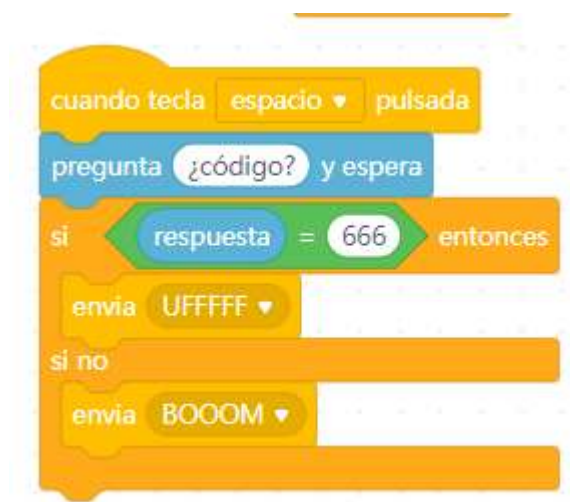 cuando tecla espacio pulsada
pregunta ¿código? y espera
si respuesta = 666 entonces
envia UFFFFF
si no
envia BOOOM